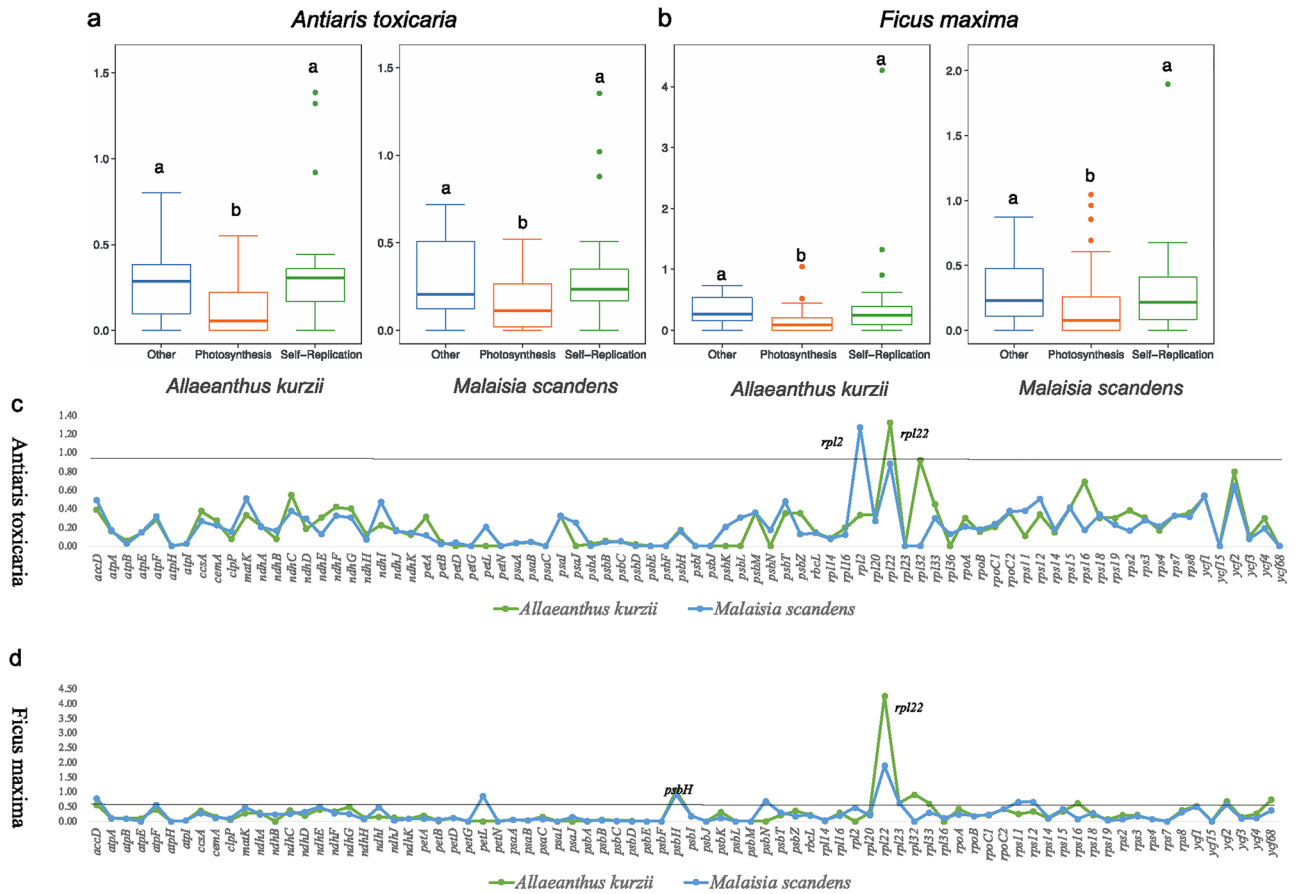 a
Antiaris toxicaria
b
Ficus maxima
1.5
1.0
0.5
0.0
a
b
a
Other
Photosynthesis
Self−Replication
1.5
1.0
0.5
0.0
a
b
a
Other
Photosynthesis
Self−Replication
4
3
2
1
0
a
b
a
Other
Photosynthesis
Self−Replication
2.0
1.5
1.0
0.5
0.0
a
b
a
Other
Photosynthesis
Self−Replication
Allaeanthus kurzii
Malaisia scandens
Allaeanthus kurzii
Malaisia scandens
c
Antiaris toxicaria
1.40
1.20
1.00
0.80
0.60
0.40
0.20
0.00
rpl2
rpl22
accD
atpA
atpB
atpE
atpF
atpH
atpI
ccsA
cemA
clpP
matK
ndhA
ndhB
ndhC
ndhD
ndhE
ndhF
ndhG
ndhH
ndhI
ndhJ
ndhK
petA
petB
petD
petG
petL
petN
psaA
psaB
psaC
psaI
psaJ
psbA
psbB
psbC
psbD
psbE
psbF
psbH
psbI
psbJ
psbK
psbL
psbM
psbN
psbT
psbZ
rbcL
rpl14
rpl16
rpl2
rpl20
rpl22
rpl23
rpl32
rpl33
rpl36
rpoA
rpoB
rpoC1
rpoC2
rps11
rps12
rps14
rps15
rps16
rps18
rps19
rps2
rps3
rps4
rps7
rps8
ycf1
ycf15
ycf2
ycf3
ycf4
ycf68
Allaeanthus kurzii
Malaisia scandens
d
Ficus maxima
4.50
4.00
3.50
3.00
2.50
2.00
1.50
1.00
0.50
0.00
psbH
rpl22
accD
atpA
atpB
atpE
atpF
atpH
atpI
ccsA
cemA
clpP
matK
ndhA
ndhB
ndhC
ndhD
ndhE
ndhF
ndhG
ndhH
ndhI
ndhJ
ndhK
petA
petB
petD
petL
petG
petN
psaA
psaB
psaC
psaI
psaJ
psbA
psbB
psbC
psbD
psbE
psbF
psbH
psbI
psbJ
psbK
psbL
psbM
psbN
psbT
psbZ
rbcL
rpl14
rpl16
rpl2
rpl20
rpl22
rpl23
rpl32
rpl33
rpl36
rpoA
rpoB
rpoC1
rpoC2
rps11
rps12
rps14
rps15
rps16
rps18
rps19
rps2
rps3
rps4
rps7
rps8
ycf1
ycf15
ycf2
ycf3
ycf4
ycf68
Allaeanthus kurzii
Malaisia scandens